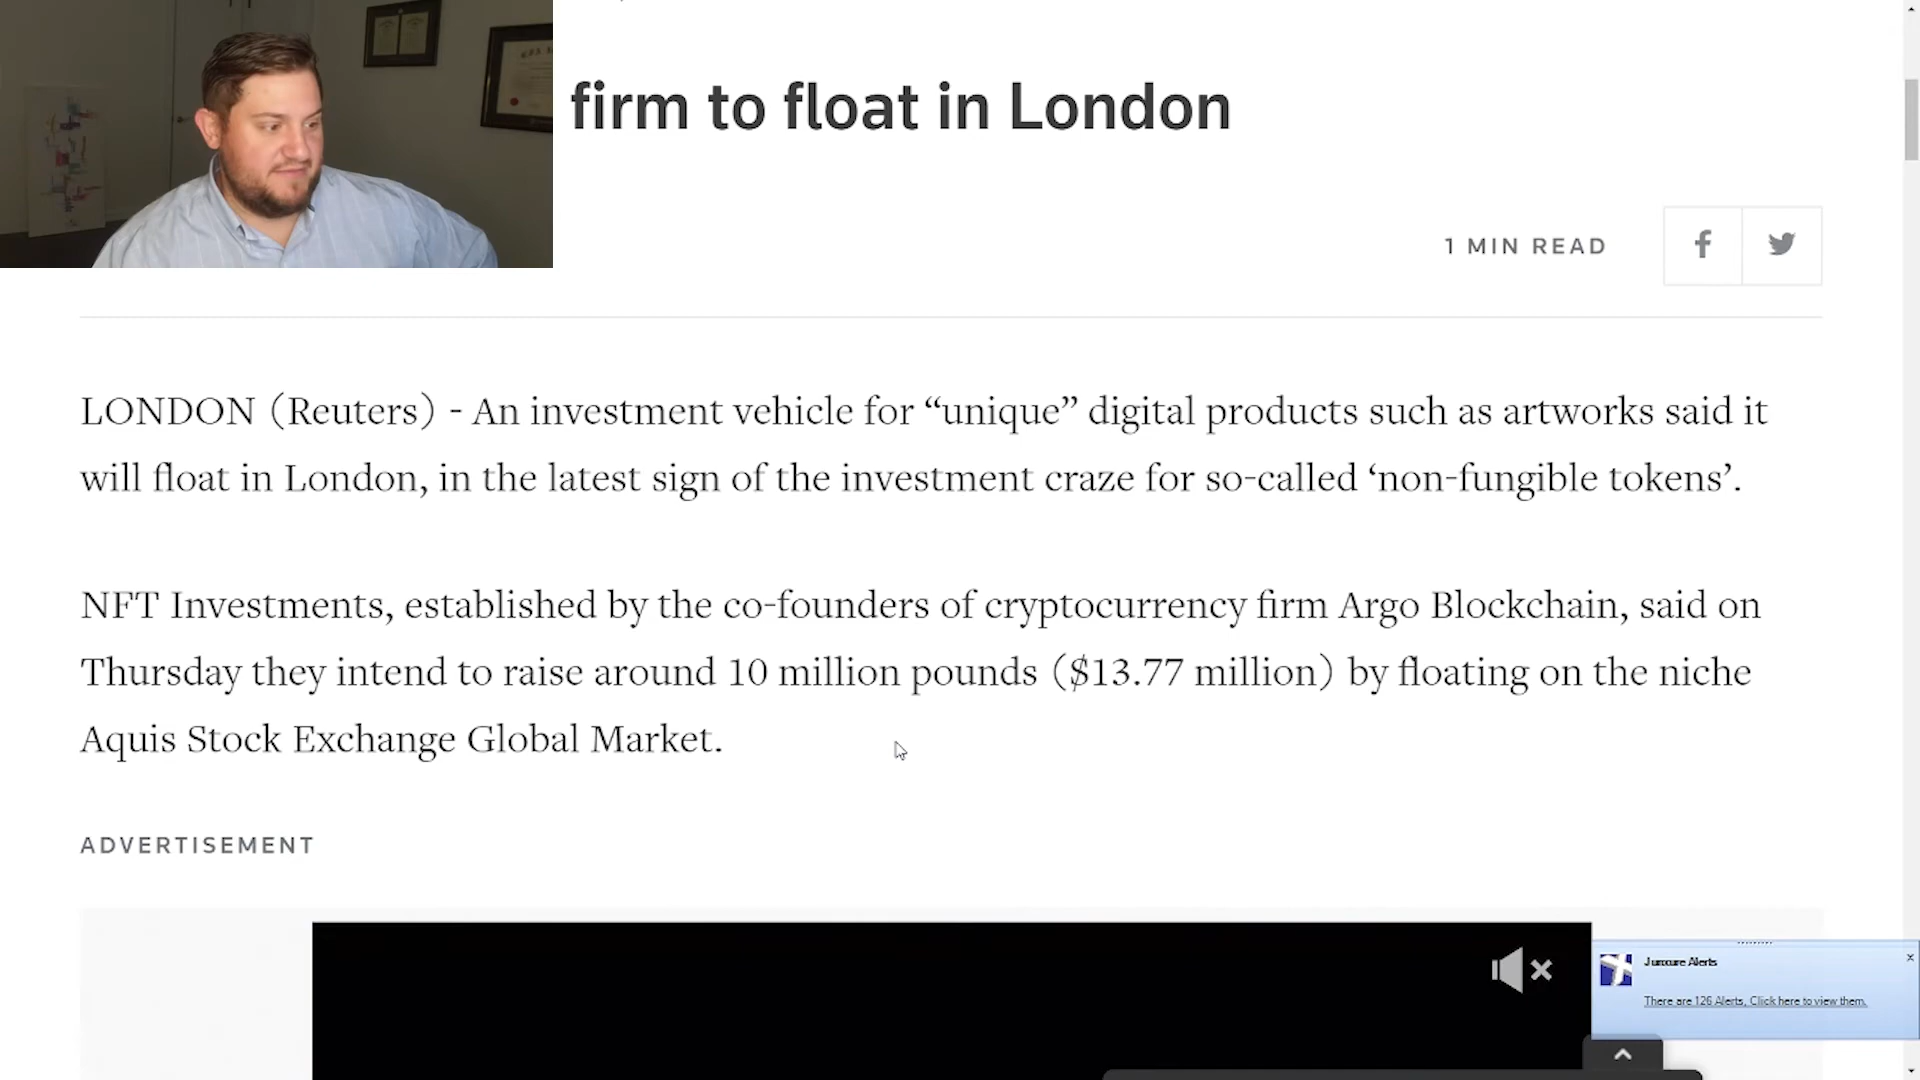 firm to float in London
1 MIN READ
LONDON (Reuters) - An investment vehicle for “unique” digital products such as artworks said it
will float in London, in the latest sign of the investment craze for so-called ‘non-fungible tokens’.
NFT Investments, established by the co-founders of cryptocurrency firm Argo Blockchain, said on
Thursday they intend to raise around 10 million pounds ($13.77 million) by floating on the niche
Aquis Stock Exchange Global Market.
ADVERTISEMENT
Alerts
There are 126 Alerts, Click here to view them.